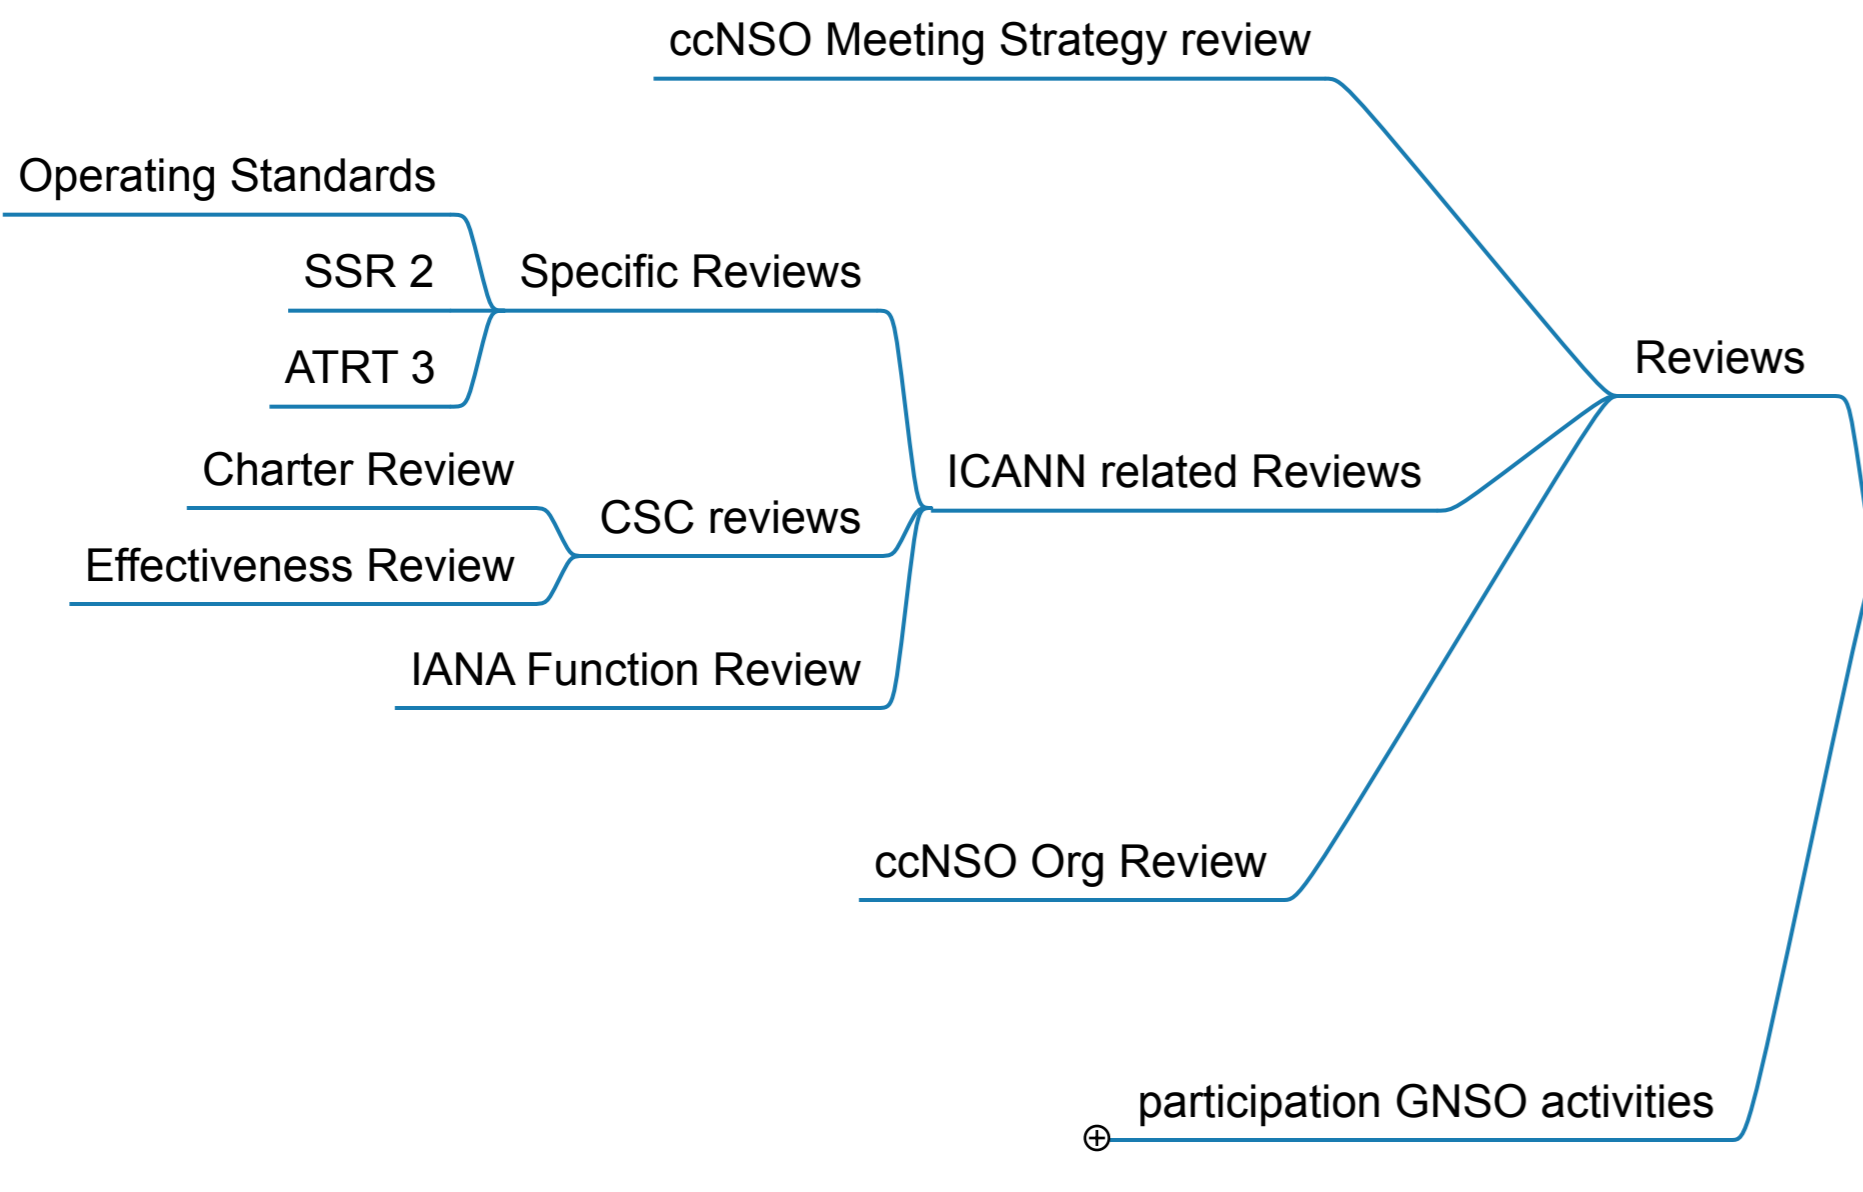 ccNSO Meeting Strategy review
Operating Standards
SSR 2
Specific Reviews
ATRT 3
Reviews
Charter Review
ICANN related Reviews
CSC reviews
Effectiveness Review
IANA Function Review
ccNSO Org Review
participation GNSO activities